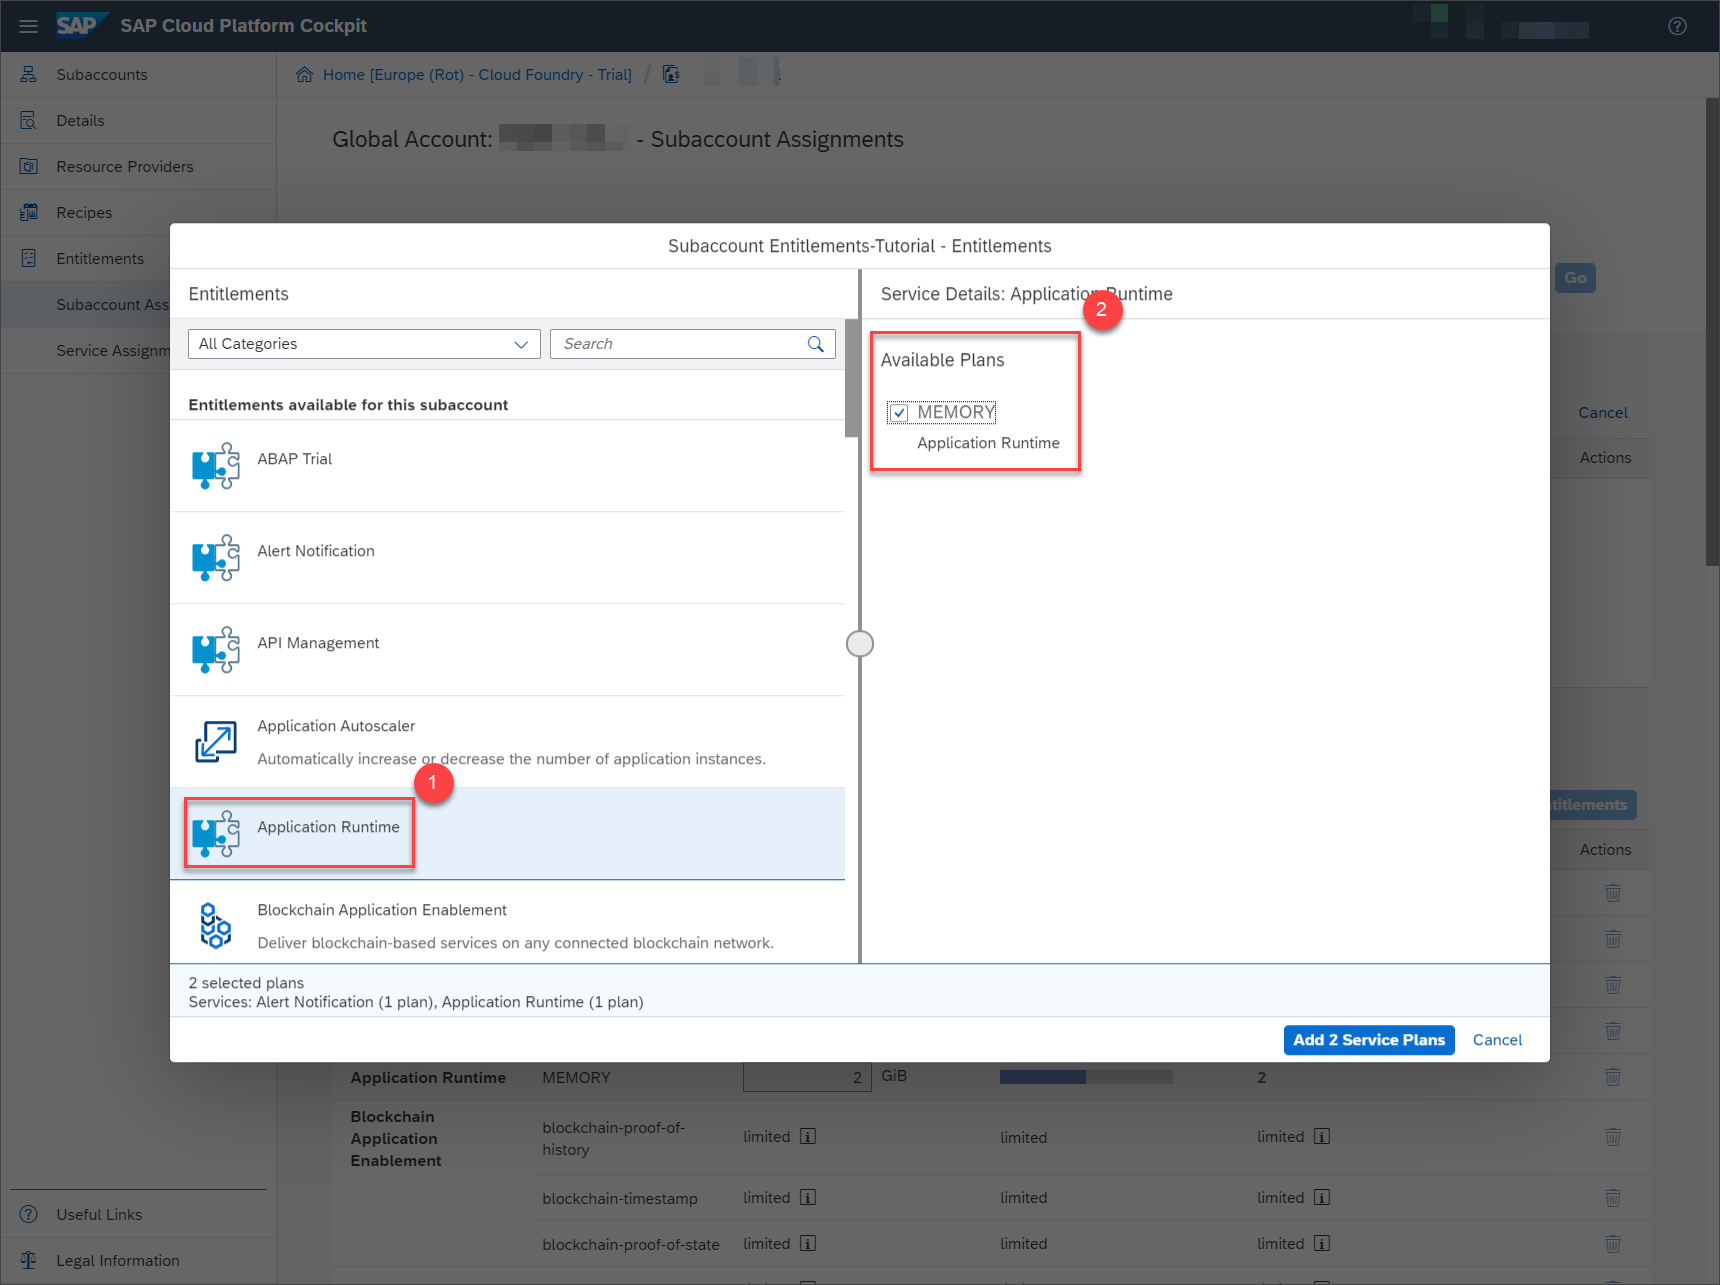 SAP SAP Cloud Platform Cockpit
Subaccounts
Details
Resource Providers
Recipes
Entitlements
Subaccount Ass
Service Assignm
Useful Links
Legal Information
Home [Europe (Rot) - Cloud Foundry - Trial] /
Global Account: - Subaccount Assignments
Go
Cancel
Actions
Subaccount Entitlements-Tutorial - Entitlements
Entitlements
All Categories
Search
Entitlements available for this subaccount
ABAP Trial
Alert Notification
API Management
Application Autoscaler
Automatically increase or decrease the number of application instances.
1
Application Runtime
Blockchain Application Enablement
Deliver blockchain-based services on any connected blockchain network.
Service Details: Application Runtime
2
Available Plans
MEMORY
Application Runtime
2 selected plans
Services: Alert Notification (1 plan), Application Runtime (1 plan)
Add 2 Service Plans Cancel
titlements
Actions
Application Runtime MEMORY 2 GiB 2
Blockchain
Application
Enablement
blockchain-proof-of-
history
limited limited limited
blockchain-timestamp limited limited limited
blockchain-proof-of-state limited limited limited